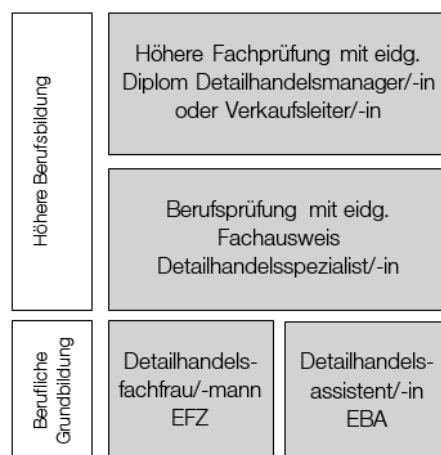 Höhere Berufsbildung
Höhere Fachprüfung mit eidg.
Diplom Detailhandelsmanager/-in
oder Verkaufsleiter/-in
Berufsprüfung mit eidg.
Fachausweis
Detailhandelsspezialist/-in
Berufliche
Grundbildung
Detailhandels-
fachfrau/-mann
EFZ
Detailhandels-
assistent/-in
EBA